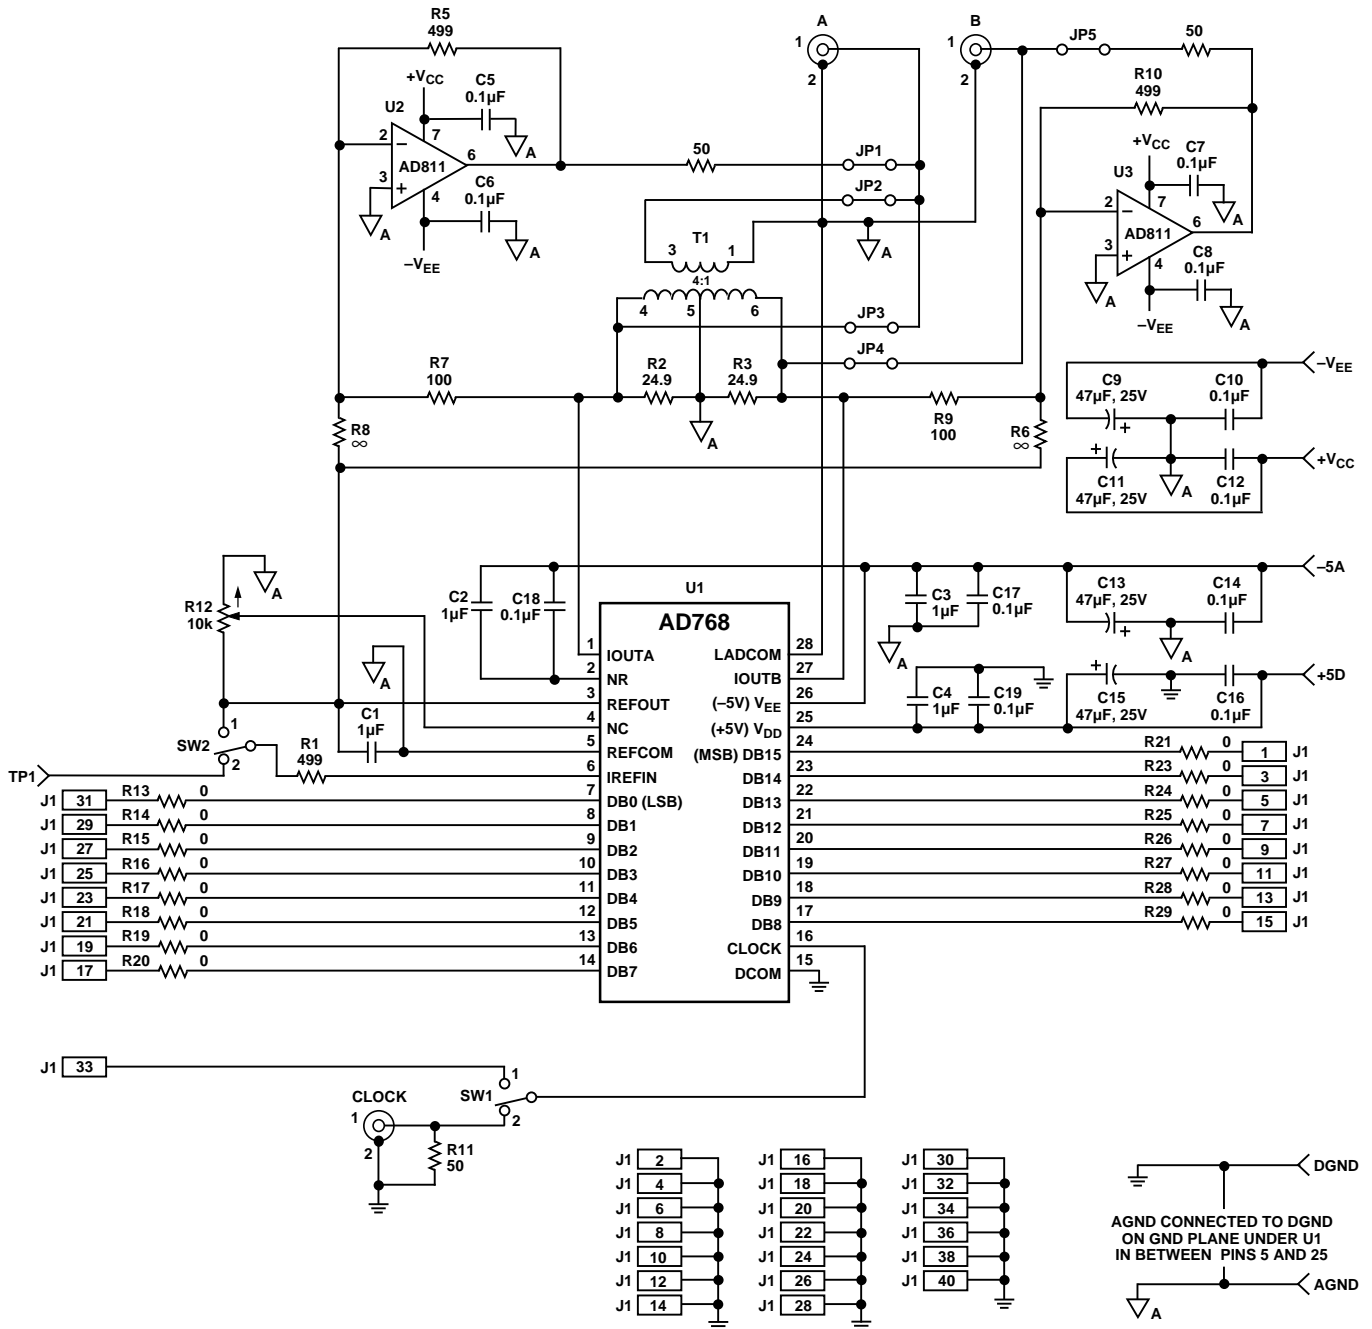 R5
499
A
B
1
2
1
2
JP5
50
R10
499
+VCC
C5
0.1µF
U2
2
7
6
AD811
3
4
A
A
C6
0.1µF
A
–VEE
50
JP1
JP2
A
T1
3
1
4:1
4
5
6
JP3
JP4
+VCC
C7
0.1µF
U3
2
7
6
AD811
3
4
A
A
C8
0.1µF
A
–VEE
R7
100
R2
24.9
R3
24.9
A
R9
100
R8
∞
R6
∞
–VEE
C9
47µF, 25V
C10
0.1µF
+
+VCC
+
A
C11
47µF, 25V
C12
0.1µF
A
R12
10k
C2
1µF
C18
0.1µF
U1
AD768
C3
1µF
C17
0.1µF
A
–5A
C13
47µF, 25V
C14
0.1µF
+
A
+5D
+
C15
47µF, 25V
C16
0.1µF
C4
1µF
C19
0.1µF
A
C1
1µF
SW2
1
2
R1
499
TP1
1 IOUTA
2 NR
3 REFOUT
4 NC
5 REFCOM
6 IREFIN
7 DB0 (LSB)
8 DB1
9 DB2
10 DB3
11 DB4
12 DB5
13 DB6
14 DB7
LADCOM 28
IOUTB 27
(–5V) VEE 26
(+5V) VDD 25
(MSB) DB15 24
DB14 23
DB13 22
DB12 21
DB11 20
DB10 19
DB9 18
DB8 17
CLOCK 16
DCOM 15
J1 31 R13 0
J1 29 R14 0
J1 27 R15 0
J1 25 R16 0
J1 23 R17 0
J1 21 R18 0
J1 19 R19 0
J1 17 R20 0
R21 0 1 J1
R23 0 3 J1
R24 0 5 J1
R25 0 7 J1
R26 0 9 J1
R27 0 11 J1
R28 0 13 J1
R29 0 15 J1
J1 33
CLOCK
1
2
SW1
1
2
R11
50
J1 2
J1 4
J1 6
J1 8
J1 10
J1 12
J1 14
J1 16
J1 18
J1 20
J1 22
J1 24
J1 26
J1 28
J1 30
J1 32
J1 34
J1 36
J1 38
J1 40
DGND
AGND CONNECTED TO DGND
ON GND PLANE UNDER U1
IN BETWEEN PINS 5 AND 25
AGND
A